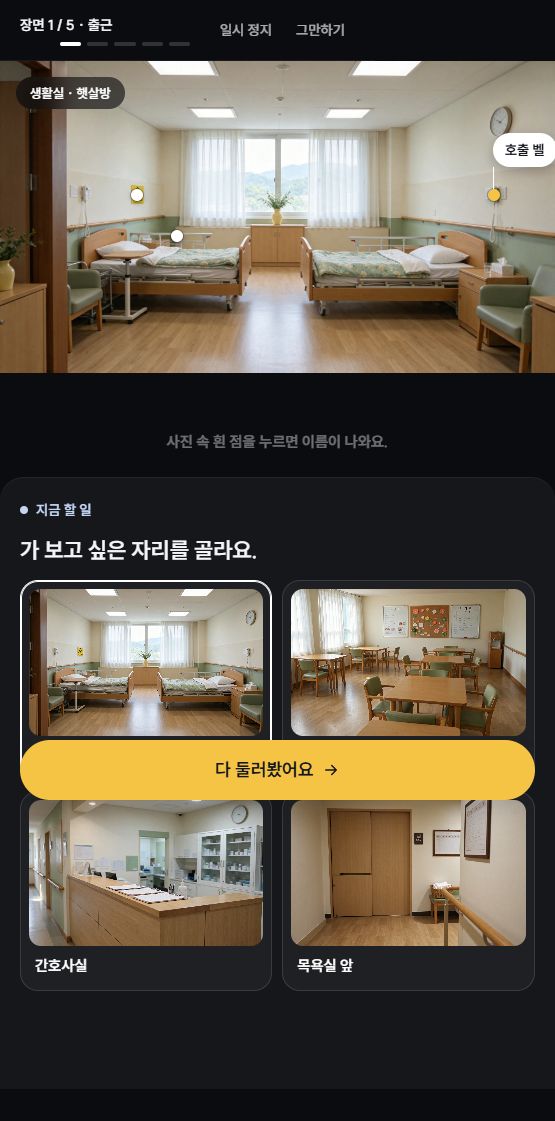 장면 1 / 5 · 출근
일시 정지
그만하기
생활실 · 햇살방
호출 벨
사진 속 흰 점을 누르면 이름이 나와요.
지금 할 일
가 보고 싶은 자리를 골라요.
다 둘러봤어요 →
간호사실
목욕실 앞